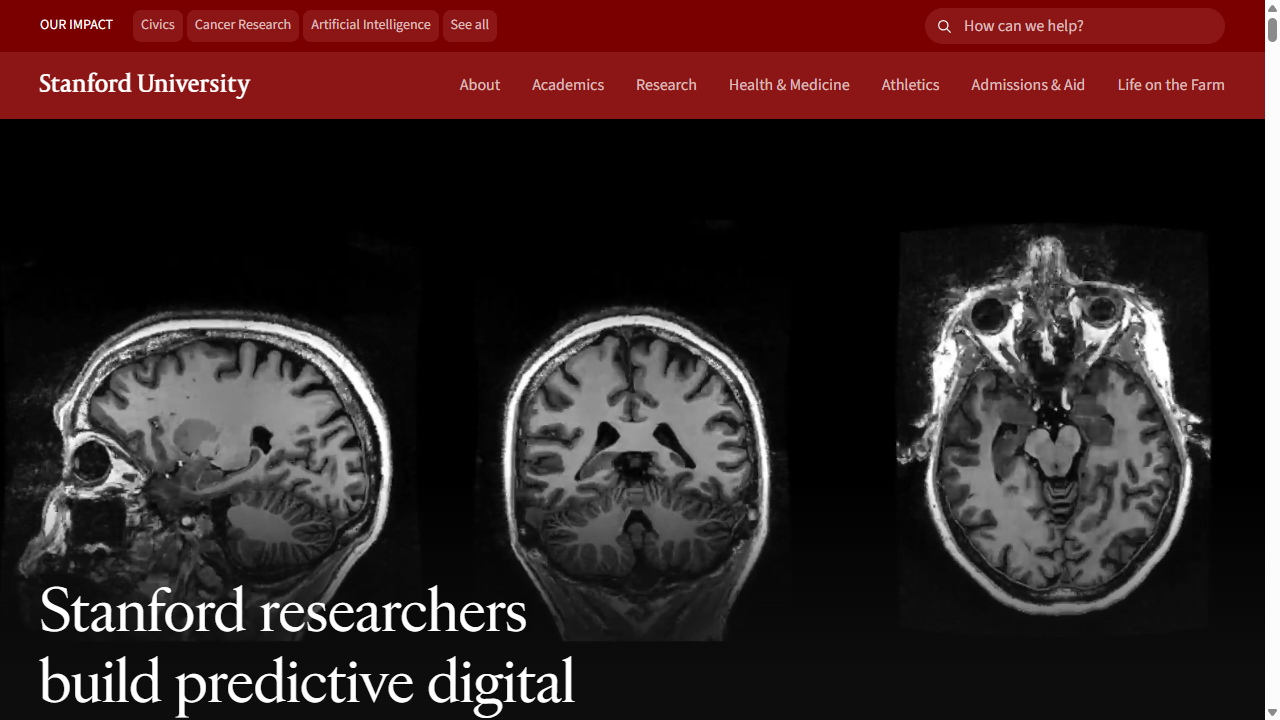 OUR IMPACT
Civics
Cancer Research
Artificial Intelligence
See all
How can we help?
Stanford University
About
Academics
Research
Health & Medicine
Athletics
Admissions & Aid
Life on the Farm
Stanford researchers
build predictive digital